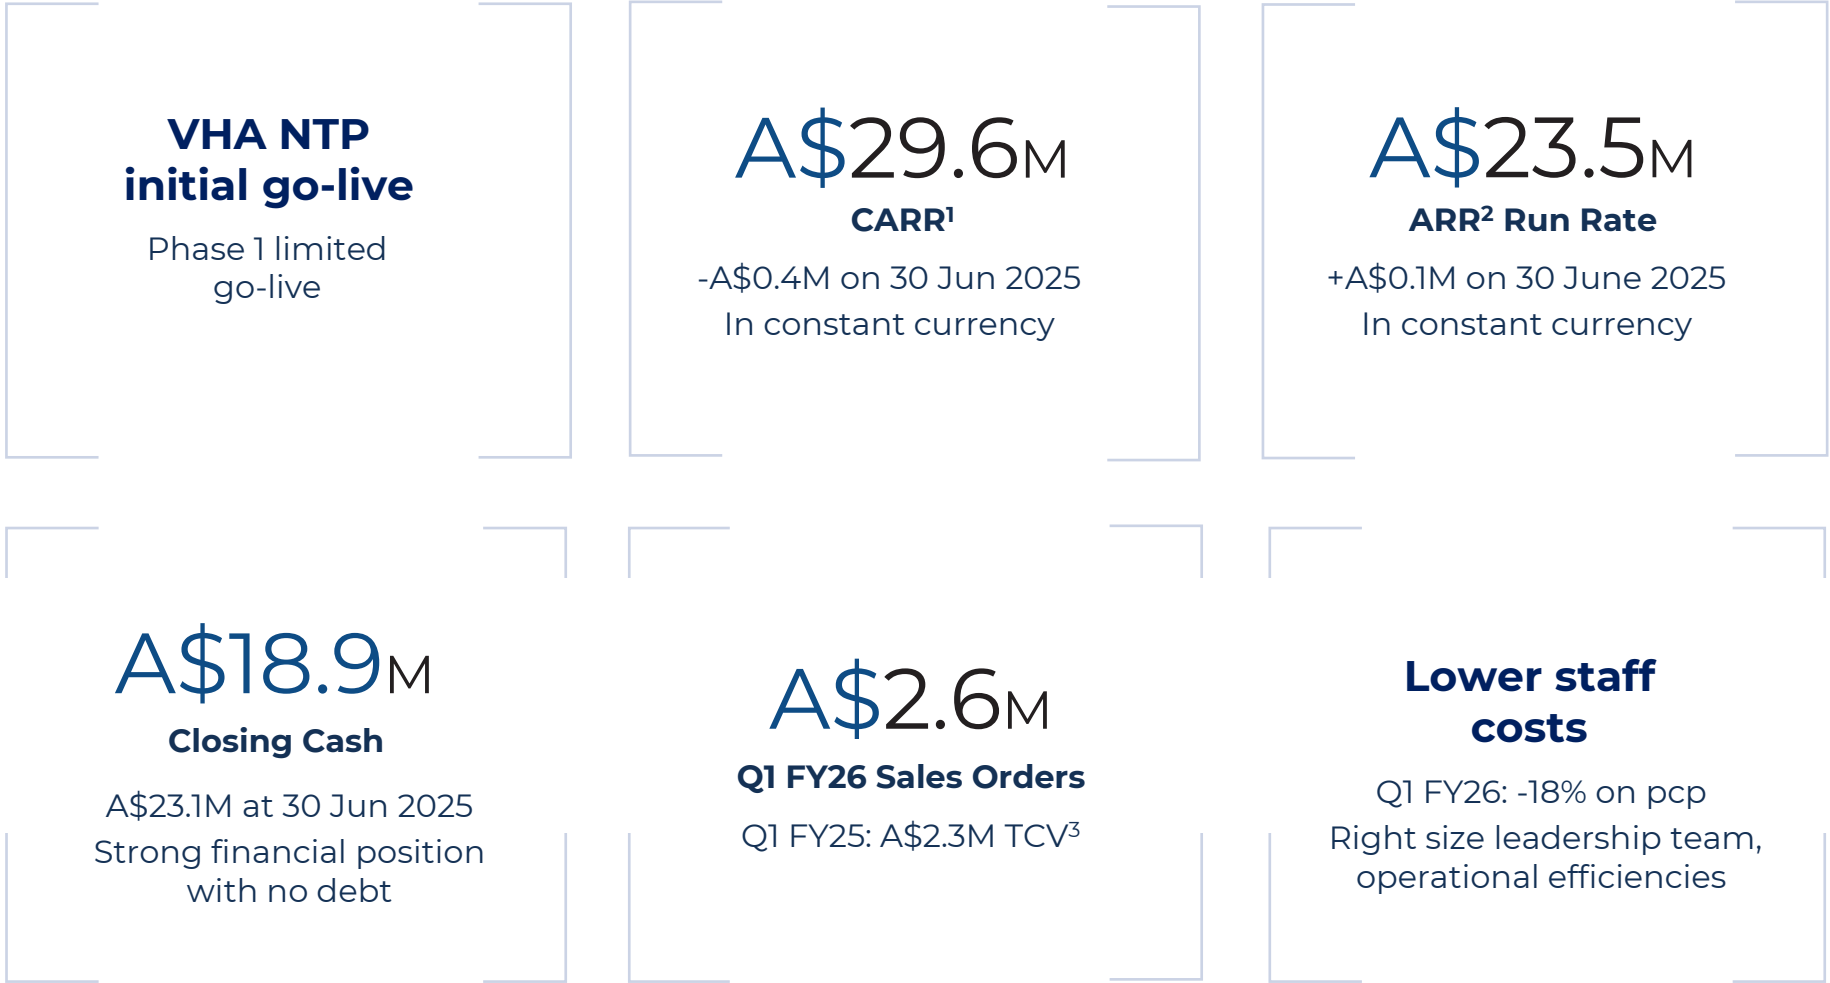 VHA NTP
initial go-live
Phase 1 limited
go-live
A$29.6M
CARR¹
-A$0.4M on 30 Jun 2025
In constant currency
A$23.5M
ARR² Run Rate
+A$0.1M on 30 June 2025
In constant currency
A$18.9M
Closing Cash
A$23.1M at 30 Jun 2025
Strong financial position
with no debt
A$2.6M
Q1 FY26 Sales Orders
Q1 FY25: A$2.3M TCV³
Lower staff
costs
Q1 FY26: -18% on pcp
Right size leadership team,
operational efficiencies